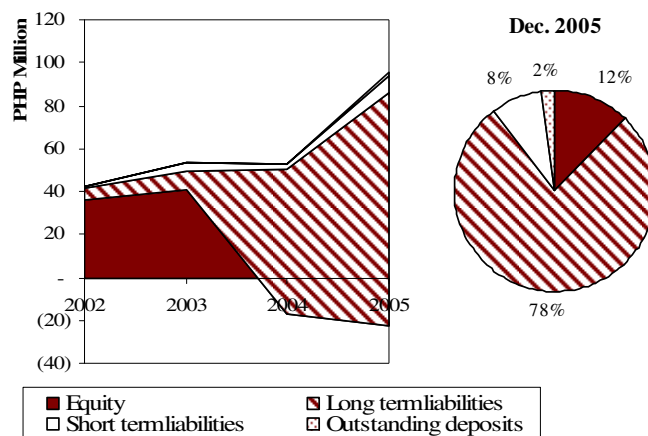 120
100
80
60
40
20
-
(20)
(40)
PHP Million
2002 2003 2004 2005
Dec. 2005
8% 2% 12%
78%
Equity Long termliabilities
Short termliabilities Outstanding deposits